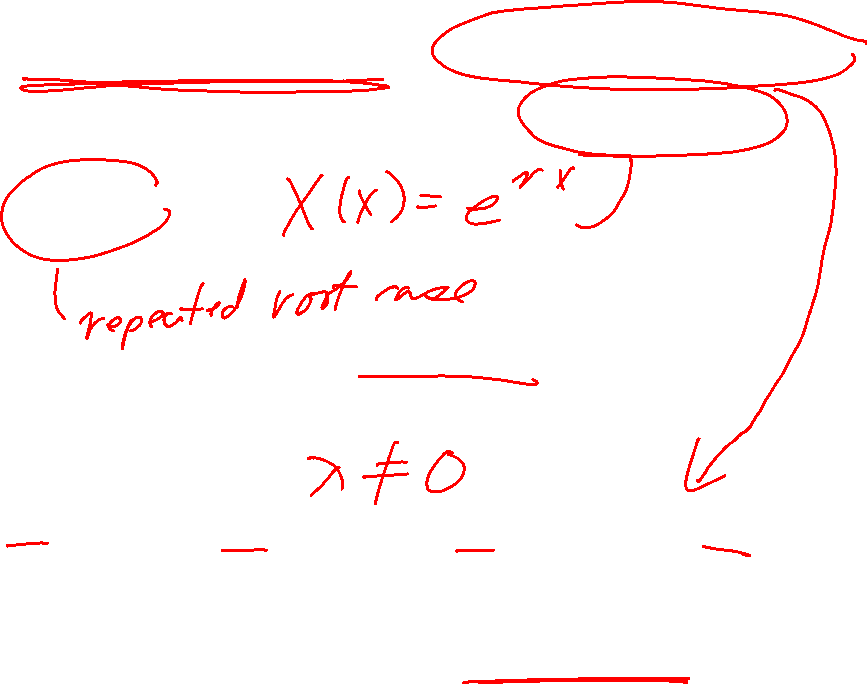 X(x) = e^{rx}
repeated root case
λ ≠ 0